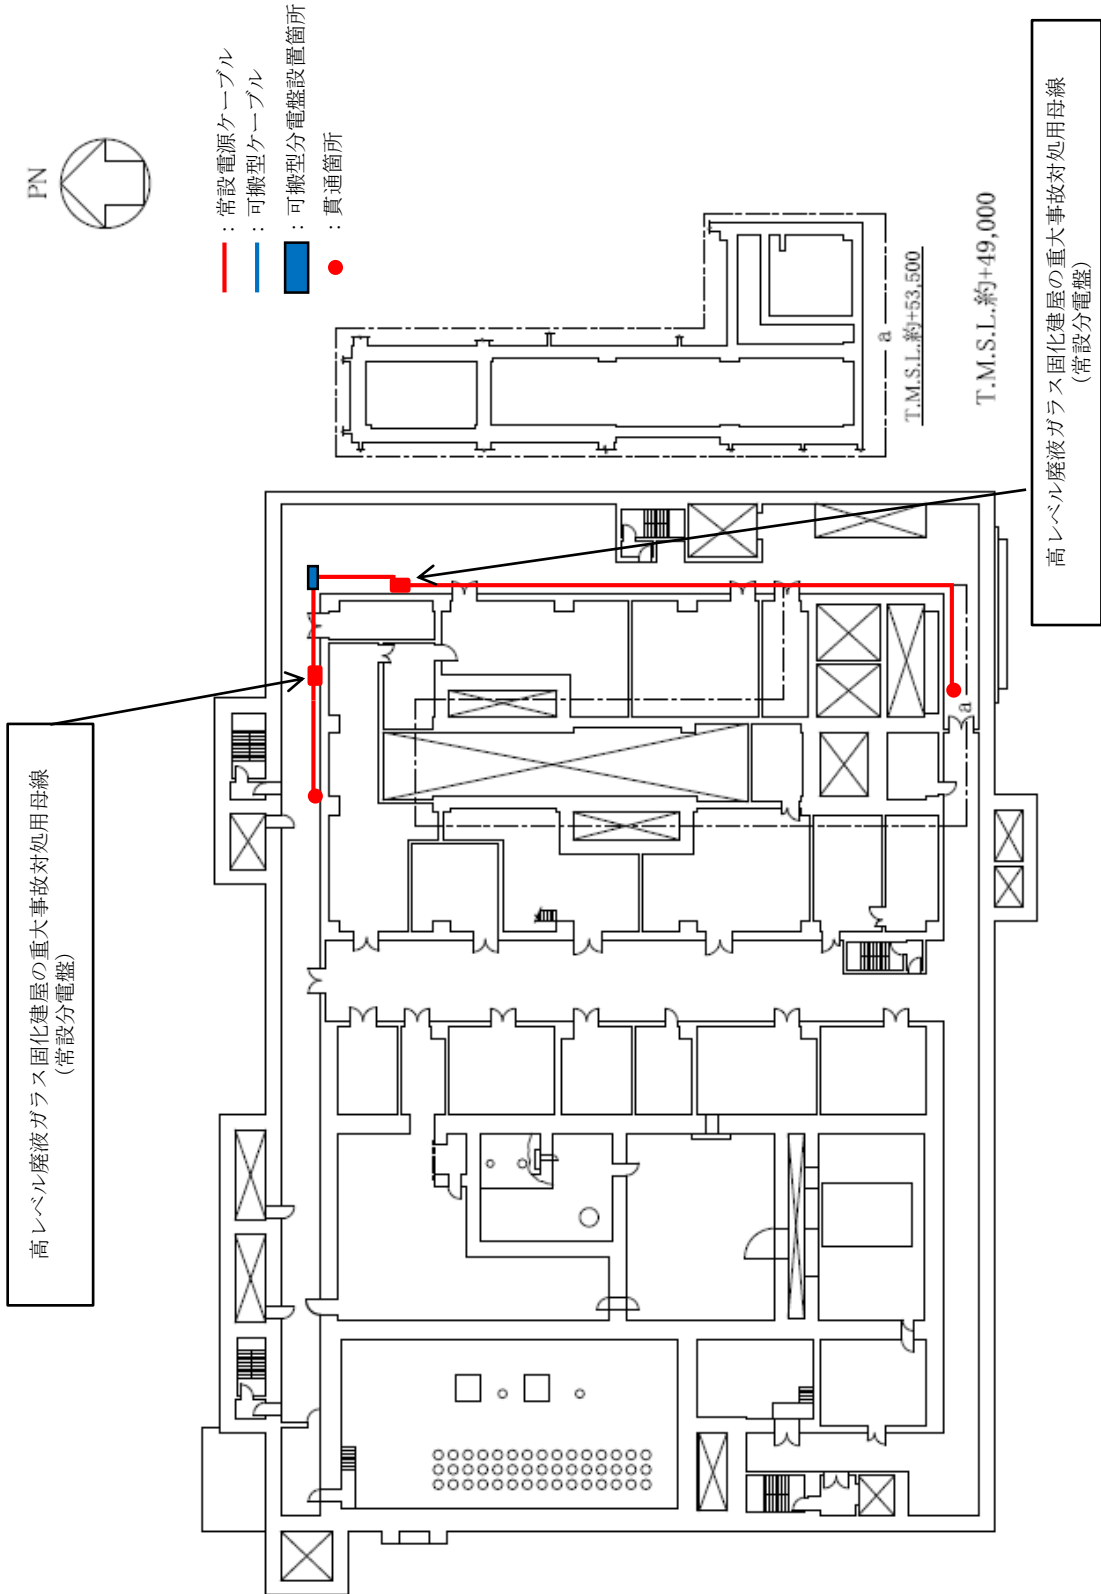 PN
：常設電源ケーブル
：可搬型ケーブル
：可搬型分電盤設置箇所
：貫通箇所
a
T.M.S.L.約+53,500
T.M.S.L.約+49,000
高レベル廃液ガラス固化建屋の重大事故対処用母線
（常設分電盤）
a
高レベル廃液ガラス固化建屋の重大事故対処用母線
（常設分電盤）